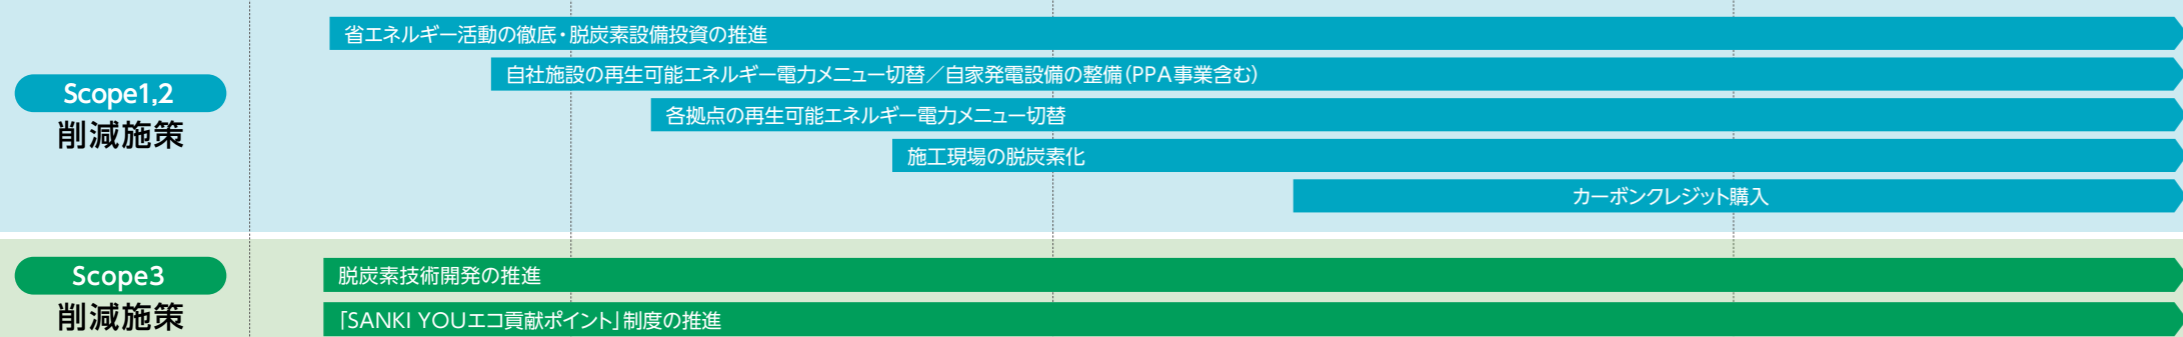 Scope1,2
削減施策
省エネルギー活動の徹底・脱炭素設備投資の推進
自社施設の再生可能エネルギー電力メニュー切替／自家発電設備の整備(PPA事業含む)
各拠点の再生可能エネルギー電力メニュー切替
施工現場の脱炭素化
カーボンクレジット購入
Scope3
削減施策
脱炭素技術開発の推進
「SANKI YOUエコ貢献ポイント」制度の推進